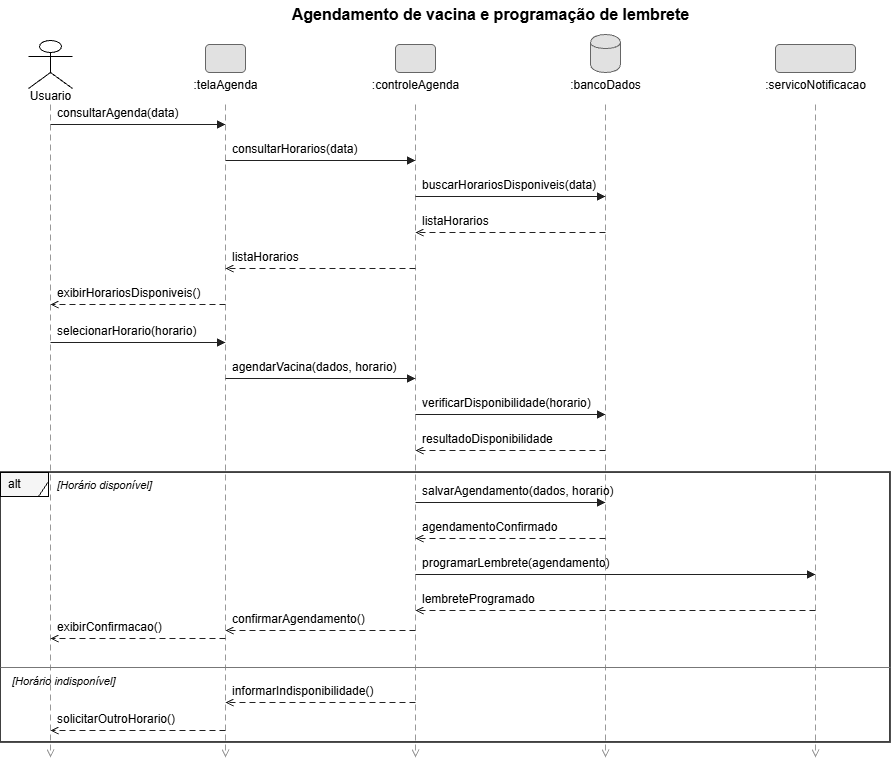 Agendamento de vacina e programação de lembrete
Usuario
:telaAgenda
:controleAgenda
:bancoDados
:servicoNotificacao
consultarAgenda(data)
consultarHorarios(data)
buscarHorariosDisponiveis(data)
listaHorarios
listaHorarios
exibirHorariosDisponiveis()
selecionarHorario(horario)
agendarVacina(dados, horario)
verificarDisponibilidade(horario)
resultadoDisponibilidade
alt
[Horário disponível]
salvarAgendamento(dados, horario)
agendamentoConfirmado
programarLembrete(agendamento)
lembreteProgramado
confirmarAgendamento()
exibirConfirmacao()
[Horário indisponível]
informarIndisponibilidade()
solicitarOutroHorario()